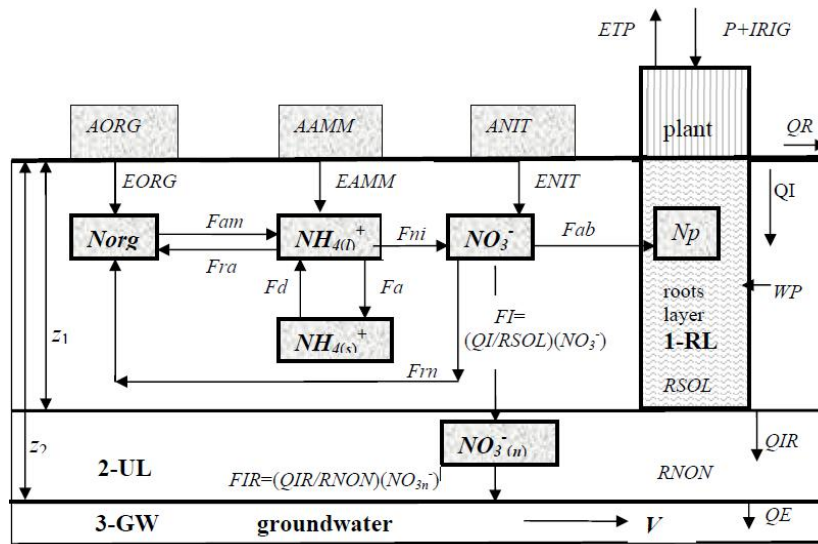 ETP P+IRIG
AORG AAMM ANIT plant QR
EORG EAMM ENIT QI
Norg Fam NH4(l)+ Fni NO3- Fab Np
Fra
Fd Fa
z1
NH4(s)+
FI=
(QI/RSOL)(NO3-)
roots
layer
WP
1-RL
Frn
RSOL
z2
NO3-(n)
QIR
2-UL
FIR=(QIR/RNON)(NO3n-)
RNON
3-GW groundwater V QE